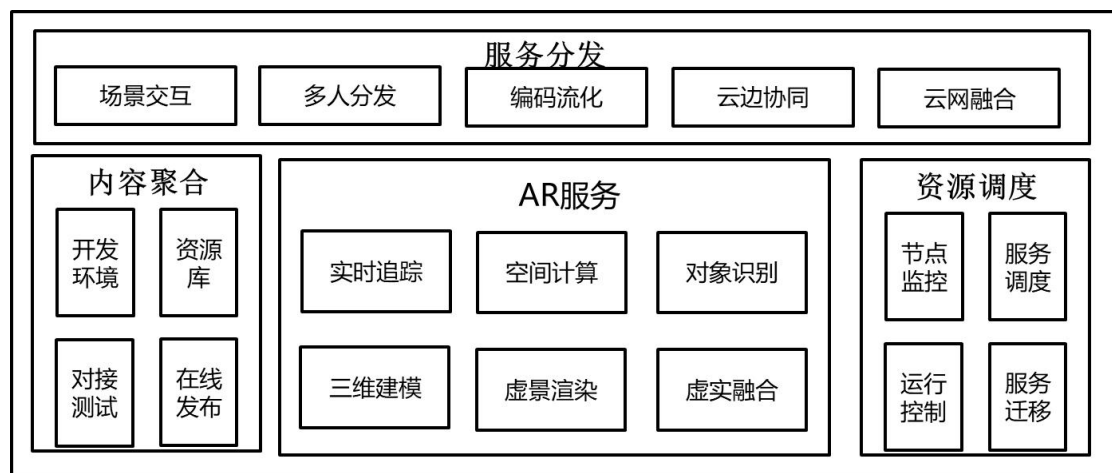 服务分发
场景交互
多人分发
编码流化
云边协同
云网融合
内容聚合
开发
环境
资源
库
对接
测试
在线
发布
AR服务
实时追踪
空间计算
对象识别
三维建模
虚景渲染
虚实融合
资源调度
节点
监控
服务
调度
运行
控制
服务
迁移